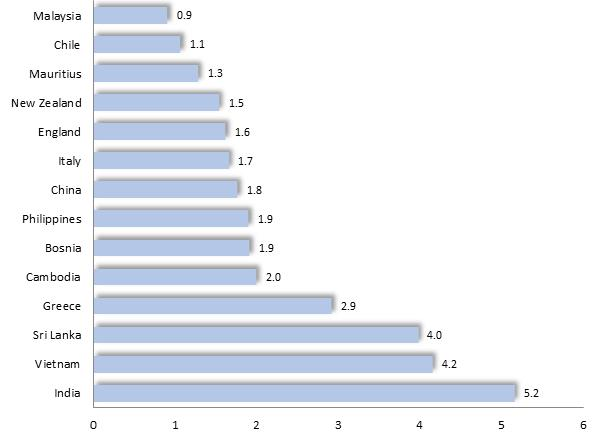 Malaysia 0.9
Chile 1.1
Mauritius 1.3
New Zealand 1.5
England 1.6
Italy 1.7
China 1.8
Philippines 1.9
Bosnia 1.9
Cambodia 2.0
Greece 2.9
Sri Lanka 4.0
Vietnam 4.2
India 5.2
0 1 2 3 4 5 6